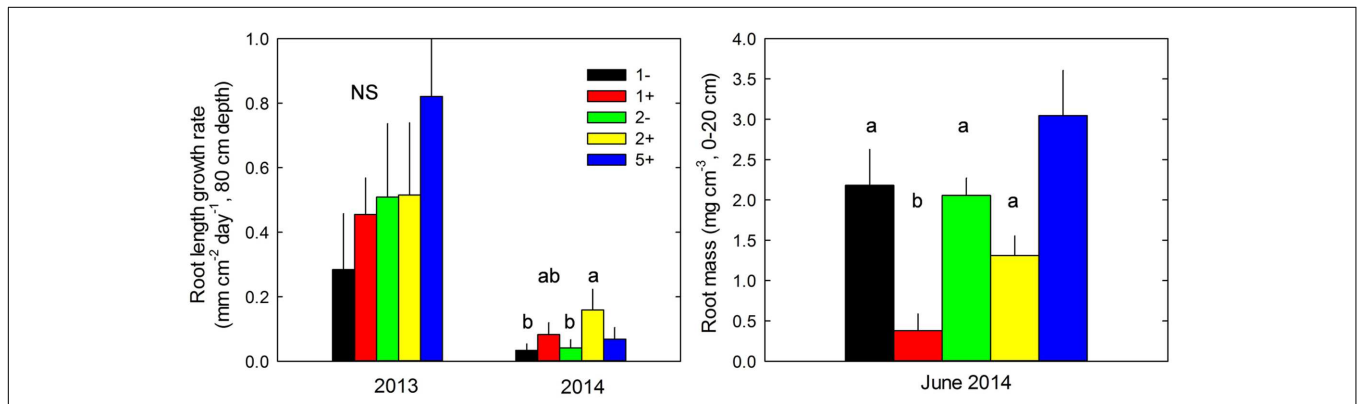 Root length growth rate
(mm cm⁻² day⁻¹, 80 cm depth)
1.0
0.8
0.6
0.4
0.2
0.0
NS
1-
1+
2-
2+
5+
b
ab
b
a
2013
2014
Root mass (mg cm⁻³, 0-20 cm)
4.0
3.5
3.0
2.5
2.0
1.5
1.0
0.5
0.0
a
b
a
a
June 2014